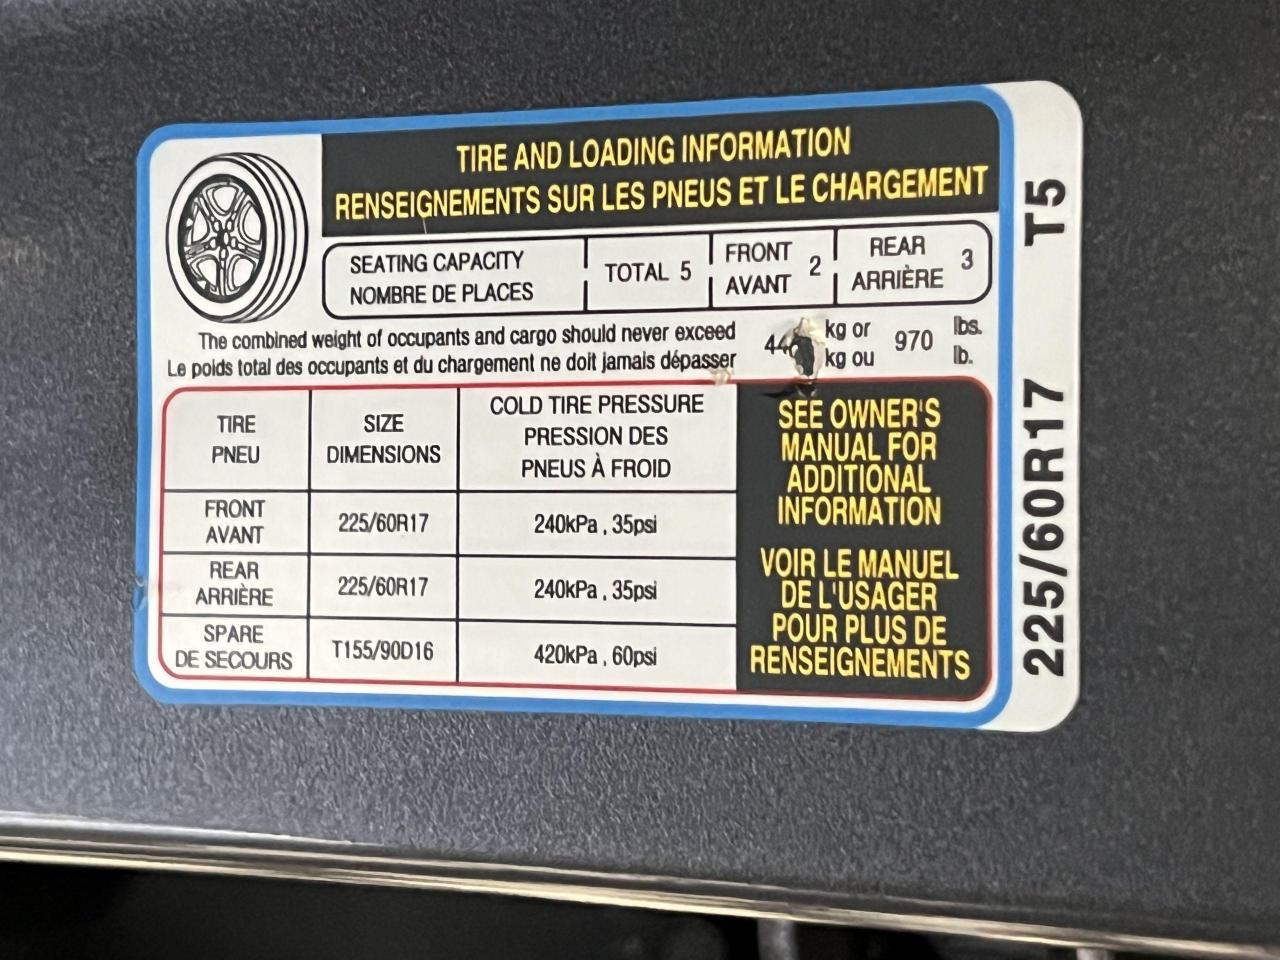 TIRE AND LOADING INFORMATION
RENSEIGNEMENTS SUR LES PNEUS ET LE CHARGEMENT
SEATING CAPACITY
NOMBRE DE PLACES
TOTAL 5
FRONT
AVANT 2
REAR
ARRIÈRE 3
The combined weight of occupants and cargo should never exceed kg or 970 lbs.
Le poids total des occupants et du chargement ne doit jamais dépasser kg ou lb.
TIRE
PNEU
SIZE
DIMENSIONS
COLD TIRE PRESSURE
PRESSION DES
PNEUS À FROID
FRONT
AVANT
225/60R17
240kPa , 35psi
REAR
ARRIÈRE
225/60R17
240kPa , 35psi
SPARE
DE SECOURS
T155/90D16
420kPa , 60psi
SEE OWNER'S
MANUAL FOR
ADDITIONAL
INFORMATION
VOIR LE MANUEL
DE L'USAGER
POUR PLUS DE
RENSEIGNEMENTS
225/60R17 T5